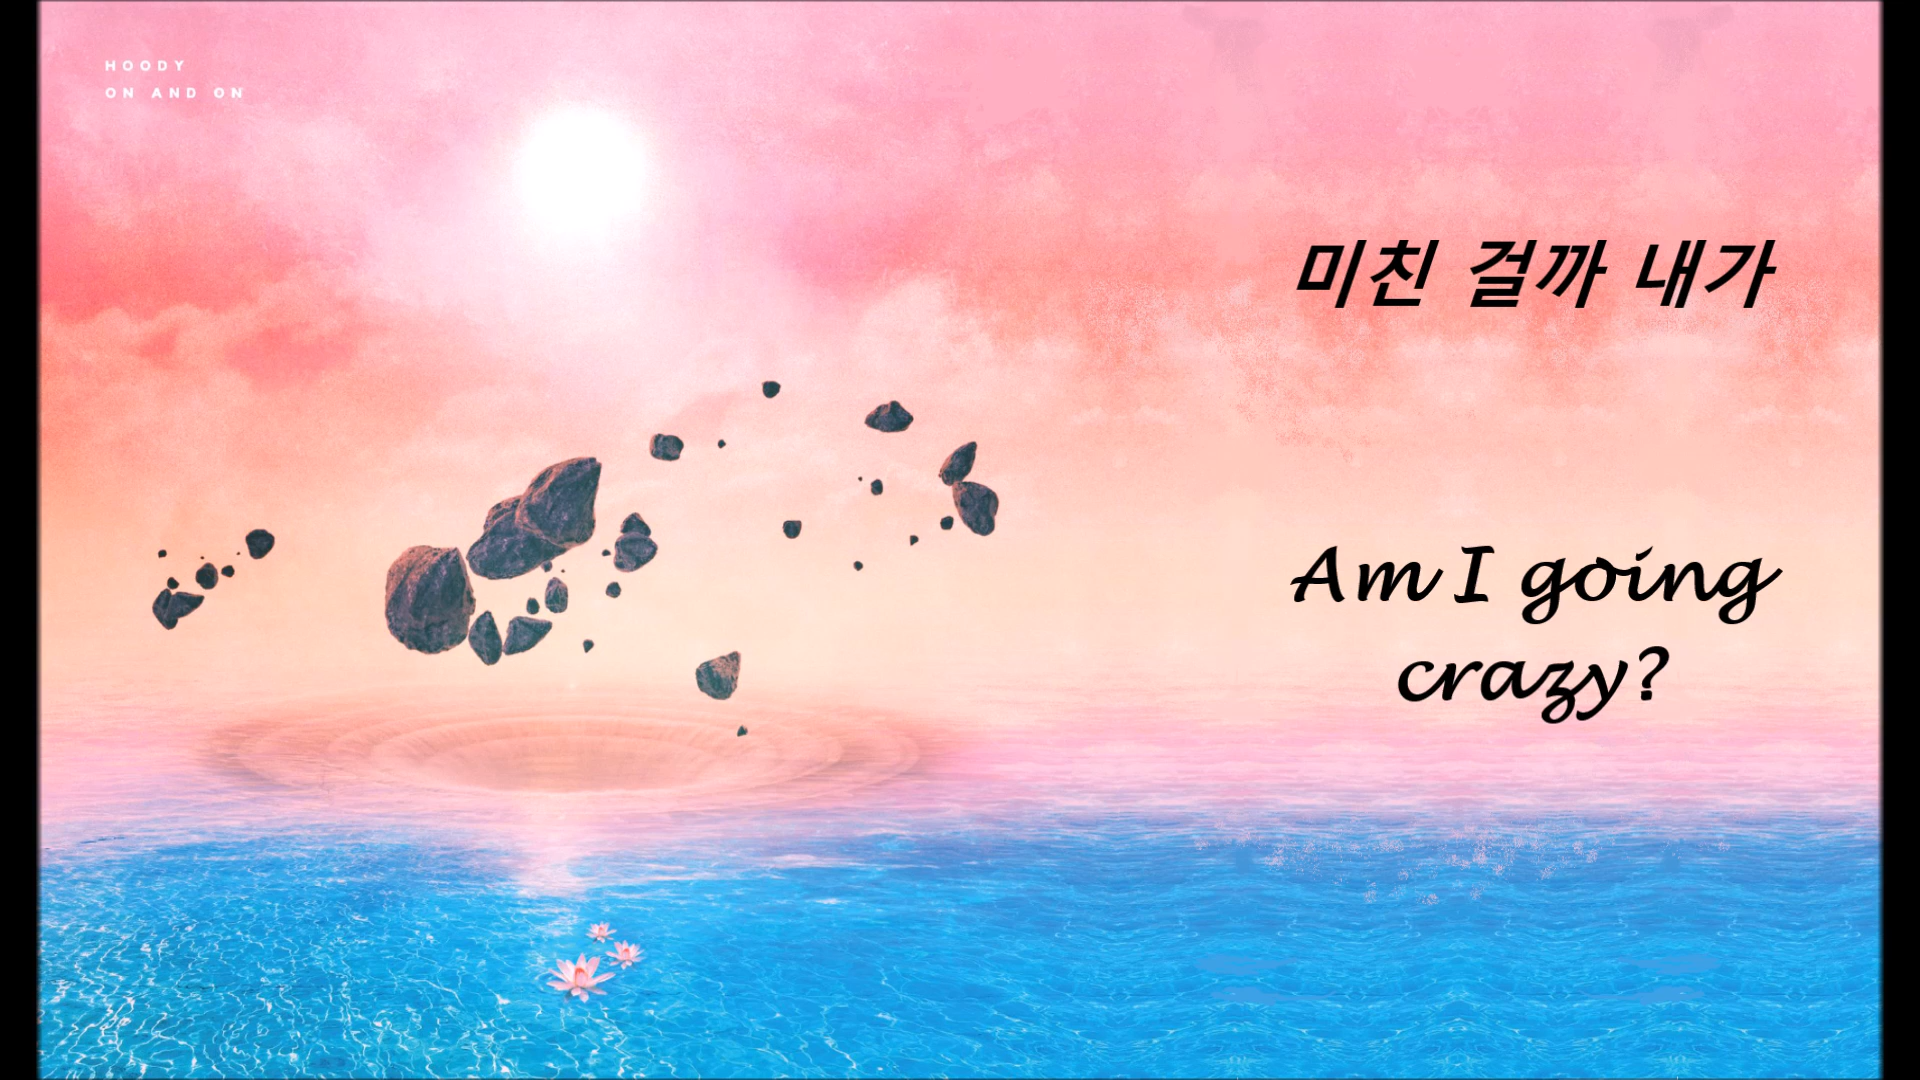 HOODY
ON AND ON
미친 걸까 내가
Am I going
crazy?